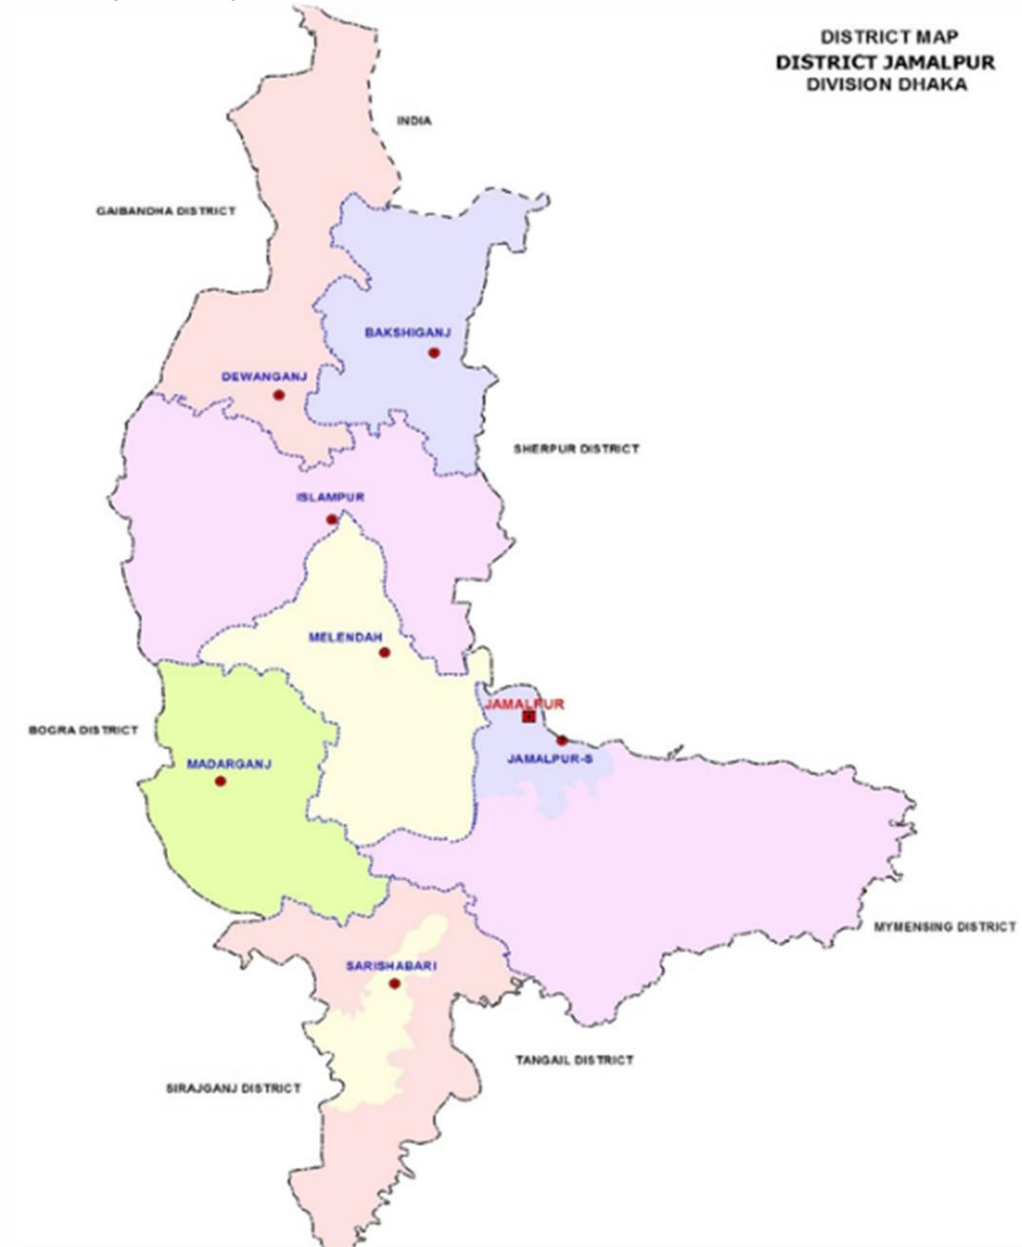 DISTRICT MAP
DISTRICT JAMALPUR
DIVISION DHAKA
INDIA
GAIBANDHA DISTRICT
BAKSHIGANJ
DEWANGANJ
SHERPUR DISTRICT
ISLAMPUR
MELENDAH
JAMALPUR
BOGRA DISTRICT
JAMALPUR-S
MADARGANJ
MYMENSING DISTRICT
SARISHABARI
TANGAIL DISTRICT
SIRAJGANJ DISTRICT